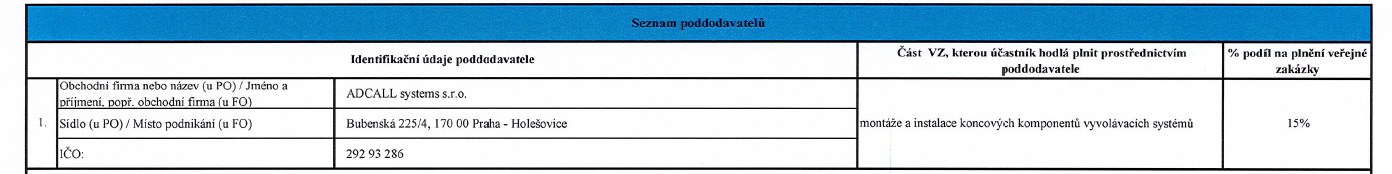 Seznam poddodavatelů
Identifikační údaje poddodavatele
Část VZ, kterou účastník hodlá plnit prostřednictvím
poddodavatele
% podíl na plnění veřejné
zakázky
1.
Obchodní firma nebo název (u PO) / Jméno a
příjmení, popř. obchodní firma (u FO)
ADCALL systems s.r.o.
Sídlo (u PO) / Místo podnikání (u FO)
Bubenská 225/4, 170 00 Praha - Holešovice
IČO:
292 93 286
montáže a instalace koncových komponentů vyvolávacích systémů
15%